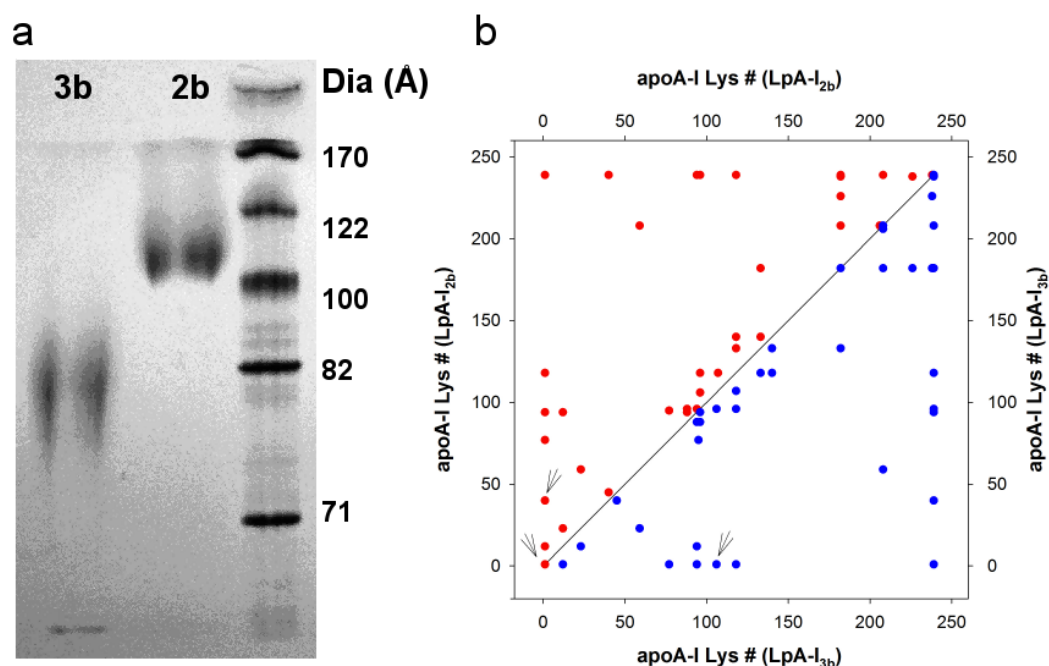 a
3b 2b Dia (Å)
170
122
100
82
71
b
apoA-I Lys # (LpA-I2b)
0 50 100 150 200 250
250 250
200 200
150 150
100 100
50 50
0 0
apoA-I Lys # (LpA-I2b)
apoA-I Lys # (LpA-I3b)
0 50 100 150 200 250
apoA-I Lys # (LpA-I3b)